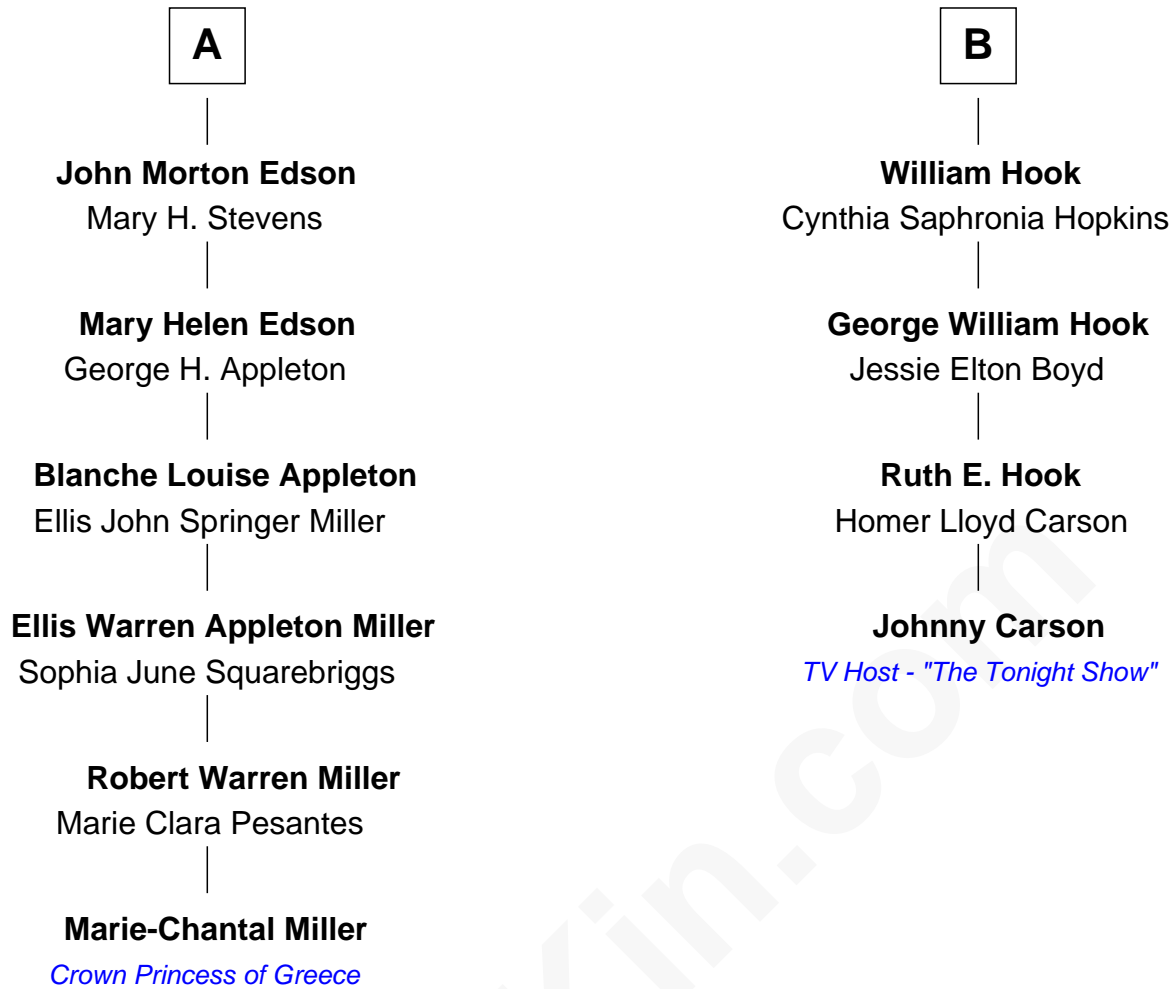 A
John Morton Edson
Mary H. Stevens
Mary Helen Edson
George H. Appleton
Blanche Louise Appleton
Ellis John Springer Miller
Ellis Warren Appleton Miller
Sophia June Squarebriggs
Robert Warren Miller
Marie Clara Pesantes
Marie-Chantal Miller
Crown Princess of Greece
B
William Hook
Cynthia Saphronia Hopkins
George William Hook
Jessie Elton Boyd
Ruth E. Hook
Homer Lloyd Carson
Johnny Carson
TV Host - "The Tonight Show"
Kin.com